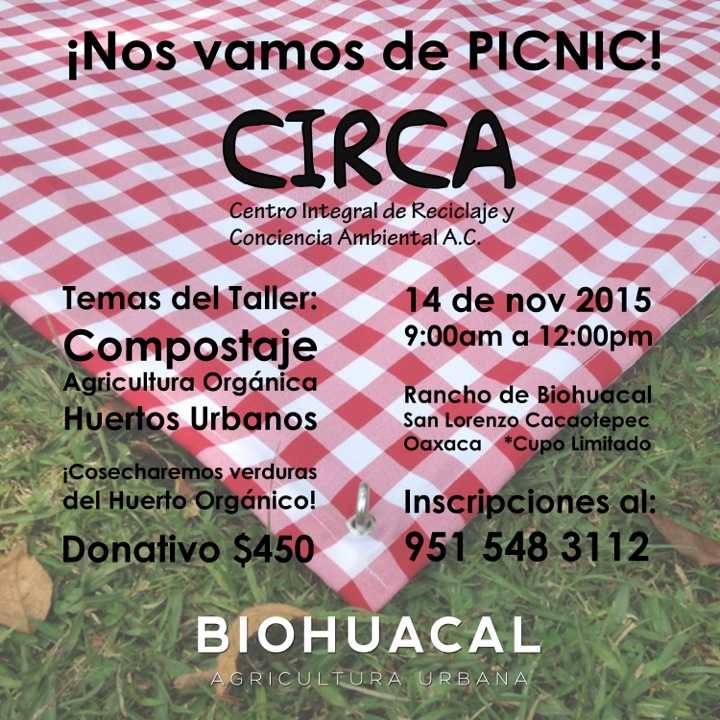 ¡Nos vamos de PICNIC!
CIRCA
Centro Integral de Reciclaje y
Conciencia Ambiental A.C.
Temas del Taller:
Compostaje
Agricultura Orgánica
Huertos Urbanos
¡Cosecharemos verduras
del Huerto Orgánico!
Donativo $450
14 de nov 2015
9:00am a 12:00pm
Rancho de Biohuacal
San Lorenzo Cacaotepec
Oaxaca *Cupo Limitado
Inscripciones al:
951 548 3112
BIOHUACAL
AGRICULTURA URBANA